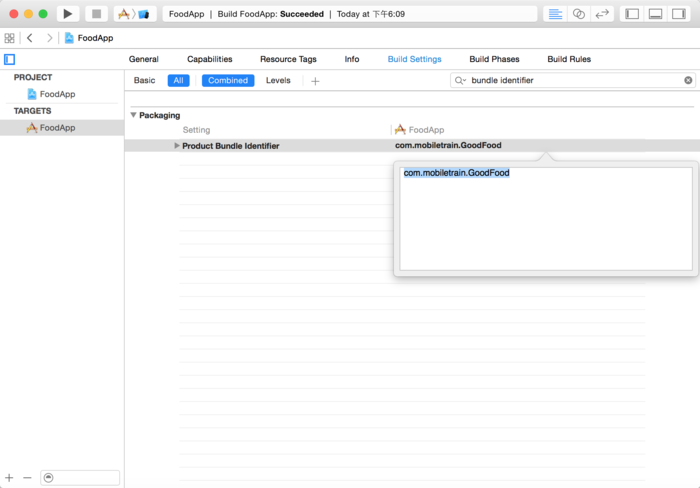 FoodApp | Build FoodApp: Succeeded | Today at 下午6:09
FoodApp
General Capabilities Resource Tags Info Build Settings Build Phases Build Rules
PROJECT
FoodApp
TARGETS
FoodApp
Basic All Combined Levels + bundle identifier
Packaging
Setting FoodApp
Product Bundle Identifier com.mobiletrain.GoodFood
com.mobiletrain.GoodFood